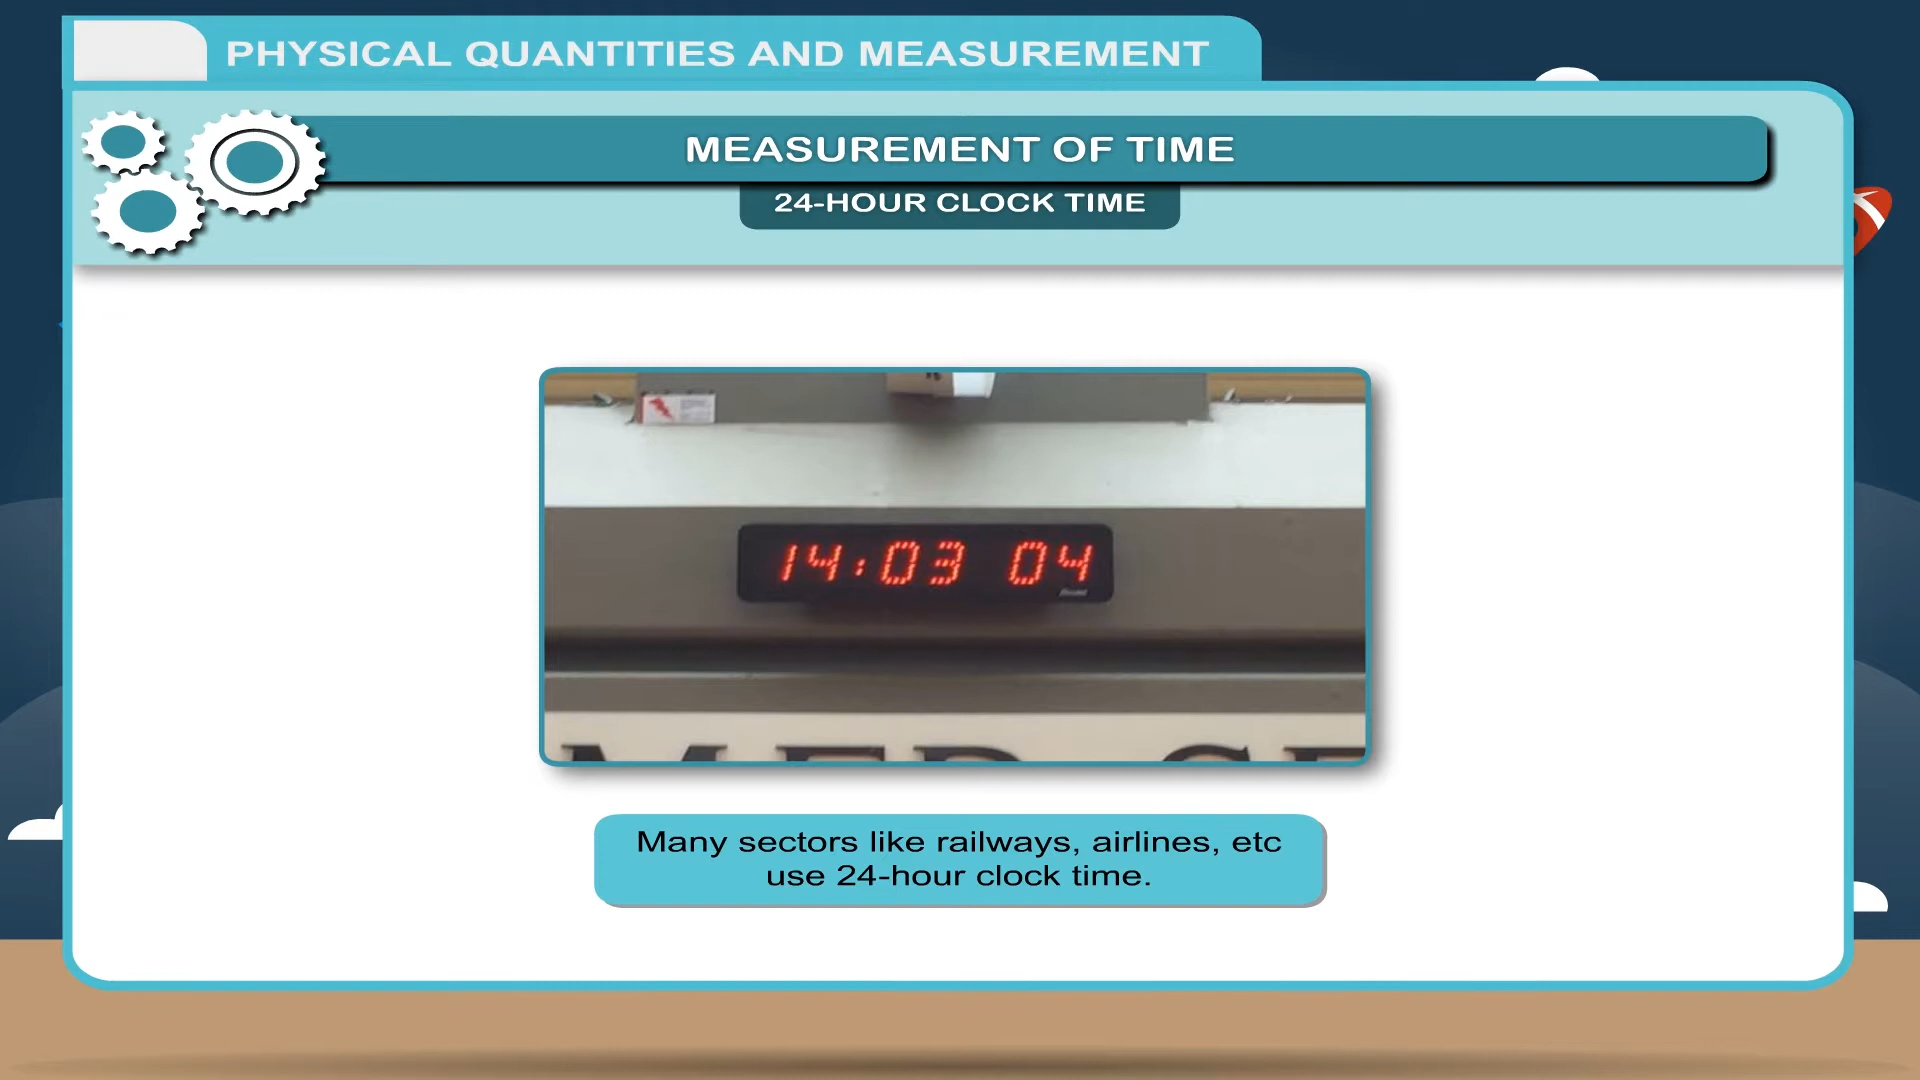 PHYSICAL QUANTITIES AND MEASUREMENT
MEASUREMENT OF TIME
24-HOUR CLOCK TIME
14:03 04
Many sectors like railways, airlines, etc
use 24-hour clock time.